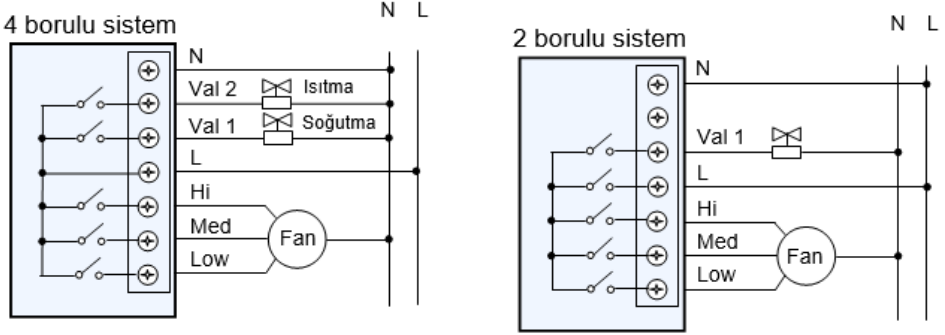 4 borulu sistem
N L
N
Val 2 Isıtma
Val 1 Soğutma
L
Hi
Med
Low
Fan
2 borulu sistem
N L
N
Val 1
L
Hi
Med
Low
Fan